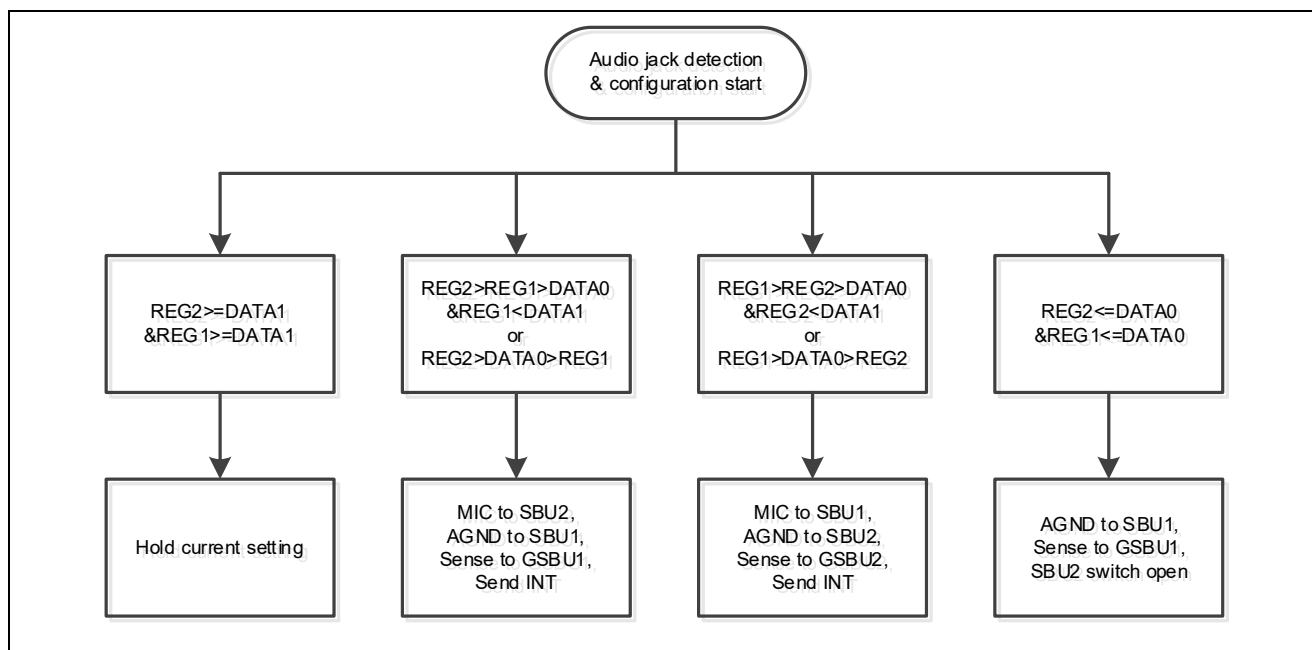 Audio jack detection
& configuration start
REG2>=DATA1
&REG1>=DATA1
REG2>REG1>DATA0
&REG1<DATA1
or
REG2>DATA0>REG1
REG1>REG2>DATA0
&REG2<DATA1
or
REG1>DATA0>REG2
REG2<=DATA0
&REG1<=DATA0
Hold current setting
MIC to SBU2,
AGND to SBU1,
Sense to GSBU1,
Send INT
MIC to SBU1,
AGND to SBU2,
Sense to GSBU2,
Send INT
AGND to SBU1,
Sense to GSBU1,
SBU2 switch open